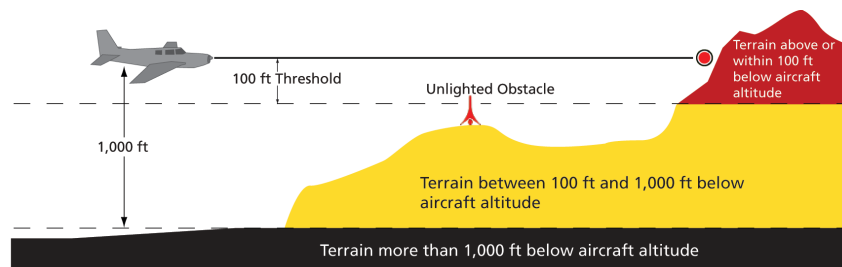 Terrain above or
within 100 ft
below aircraft
altitude
100 ft Threshold
Unlighted Obstacle
1,000 ft
Terrain between 100 ft and 1,000 ft below
aircraft altitude
Terrain more than 1,000 ft below aircraft altitude